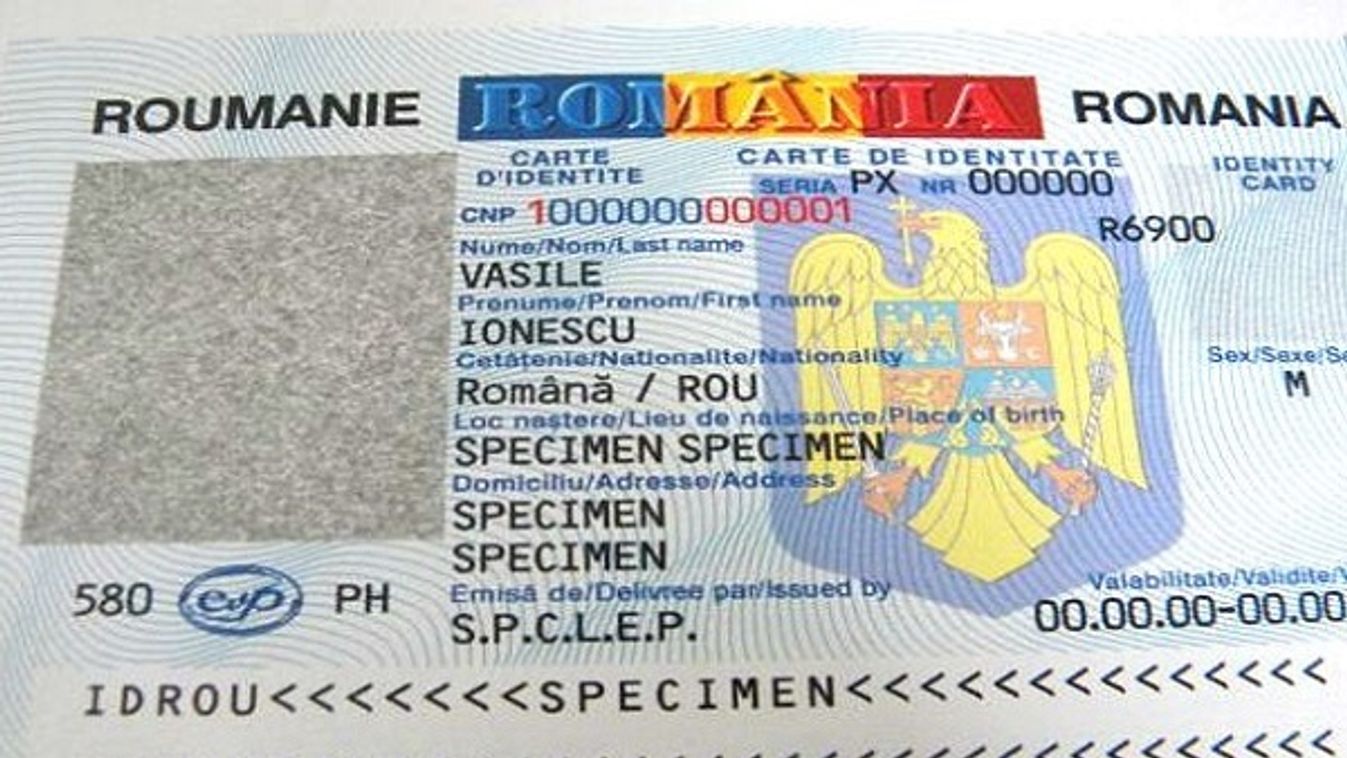 ROUMANIE ROMÂNIA ROMANIA
CARTE D'IDENTITE
CARTE DE IDENTITATE
IDENTITY CARD
SERIA PX NR 000000
CNP 1000000000001
R6900
Nume/Nom/Last name
VASILE
Prenume/Prenom/First name
IONESCU
Cetăţenie/Nationalite/Nationality
Română / ROU
Sex/Sexe/Se
M
Loc naştere/Lieu de naissance/Place of birth
SPECIMEN SPECIMEN
Domiciliu/Adresse/Address
SPECIMEN
SPECIMEN
Emisă de/Delivree par/Issued by
S.P.C.L.E.P.
Valabilitate/Validite/
00.00.00-00.00
580 PH
IDROU<<<<<<<SPECIMEN<<<<<<<<<<<<<<